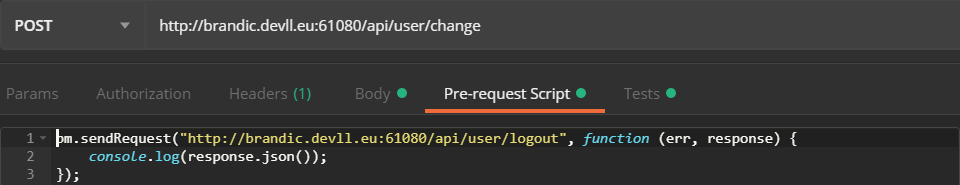 POST http://brandic.devll.eu:61080/api/user/change
Params Authorization Headers (1) Body Pre-request Script Tests
1 pm.sendRequest("http://brandic.devll.eu:61080/api/user/logout", function (err, response) {
2 console.log(response.json());
3 });